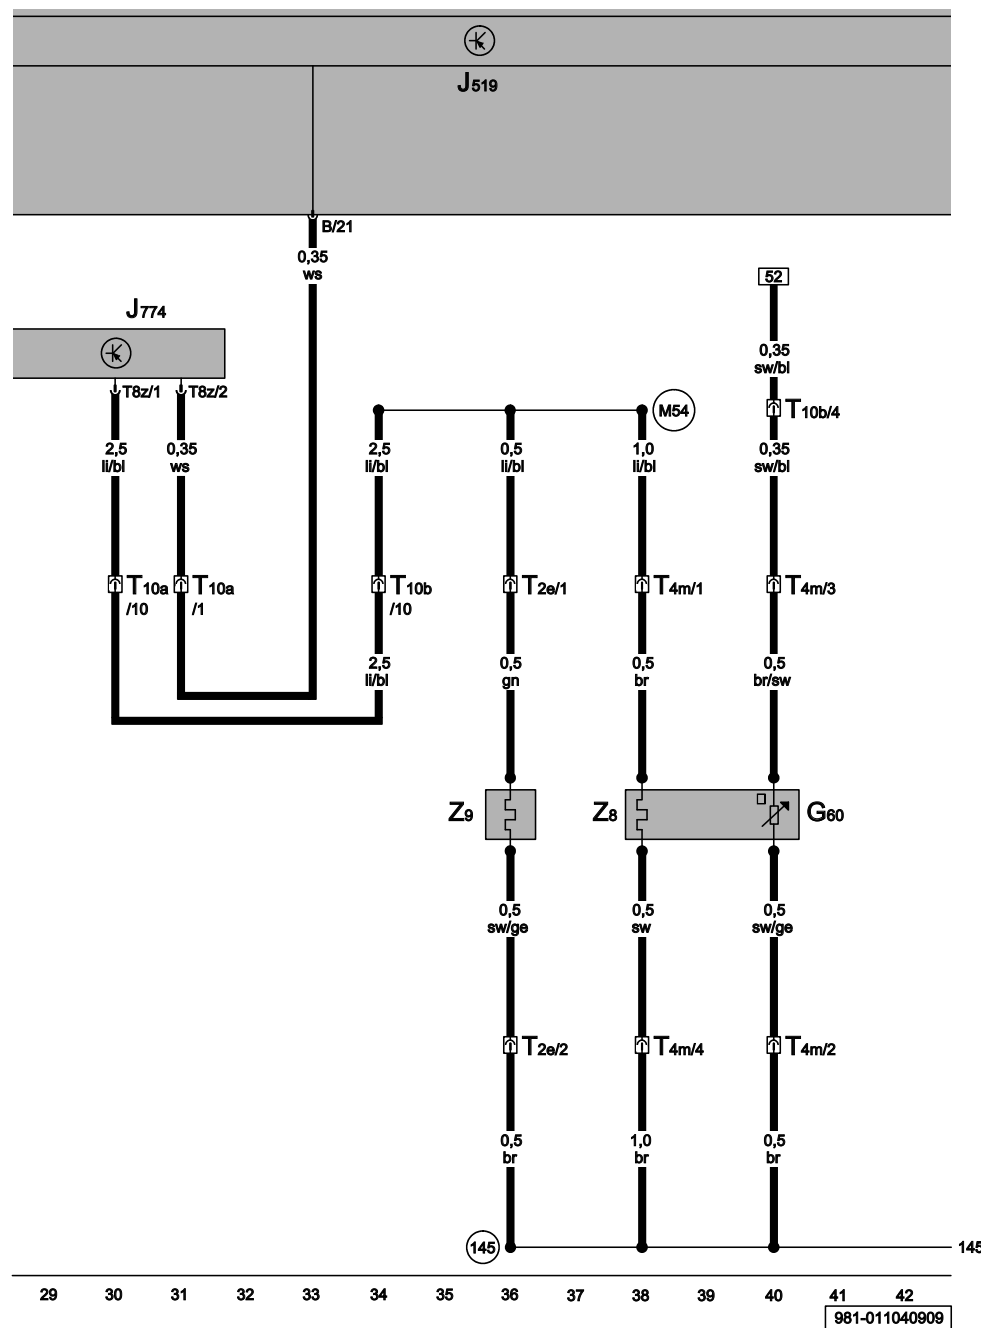 J519
B/21
0,35
ws
52
J774
0,35
sw/bl
T8z/1 T8z/2
T10b/4
M54
2,5
li/bl
0,35
ws
2,5
li/bl
0,5
li/bl
1,0
li/bl
0,35
sw/bl
T10a
/10
T10a
/1
T10b
/10
T2e/1
T4m/1
T4m/3
2,5
li/bl
0,5
gn
0,5
br
0,5
br/sw
Z9
Z8
G60
0,5
sw/ge
0,5
sw
0,5
sw/ge
T2e/2
T4m/4
T4m/2
0,5
br
1,0
br
0,5
br
145
145
29 30 31 32 33 34 35 36 37 38 39 40 41 42
981-011040909